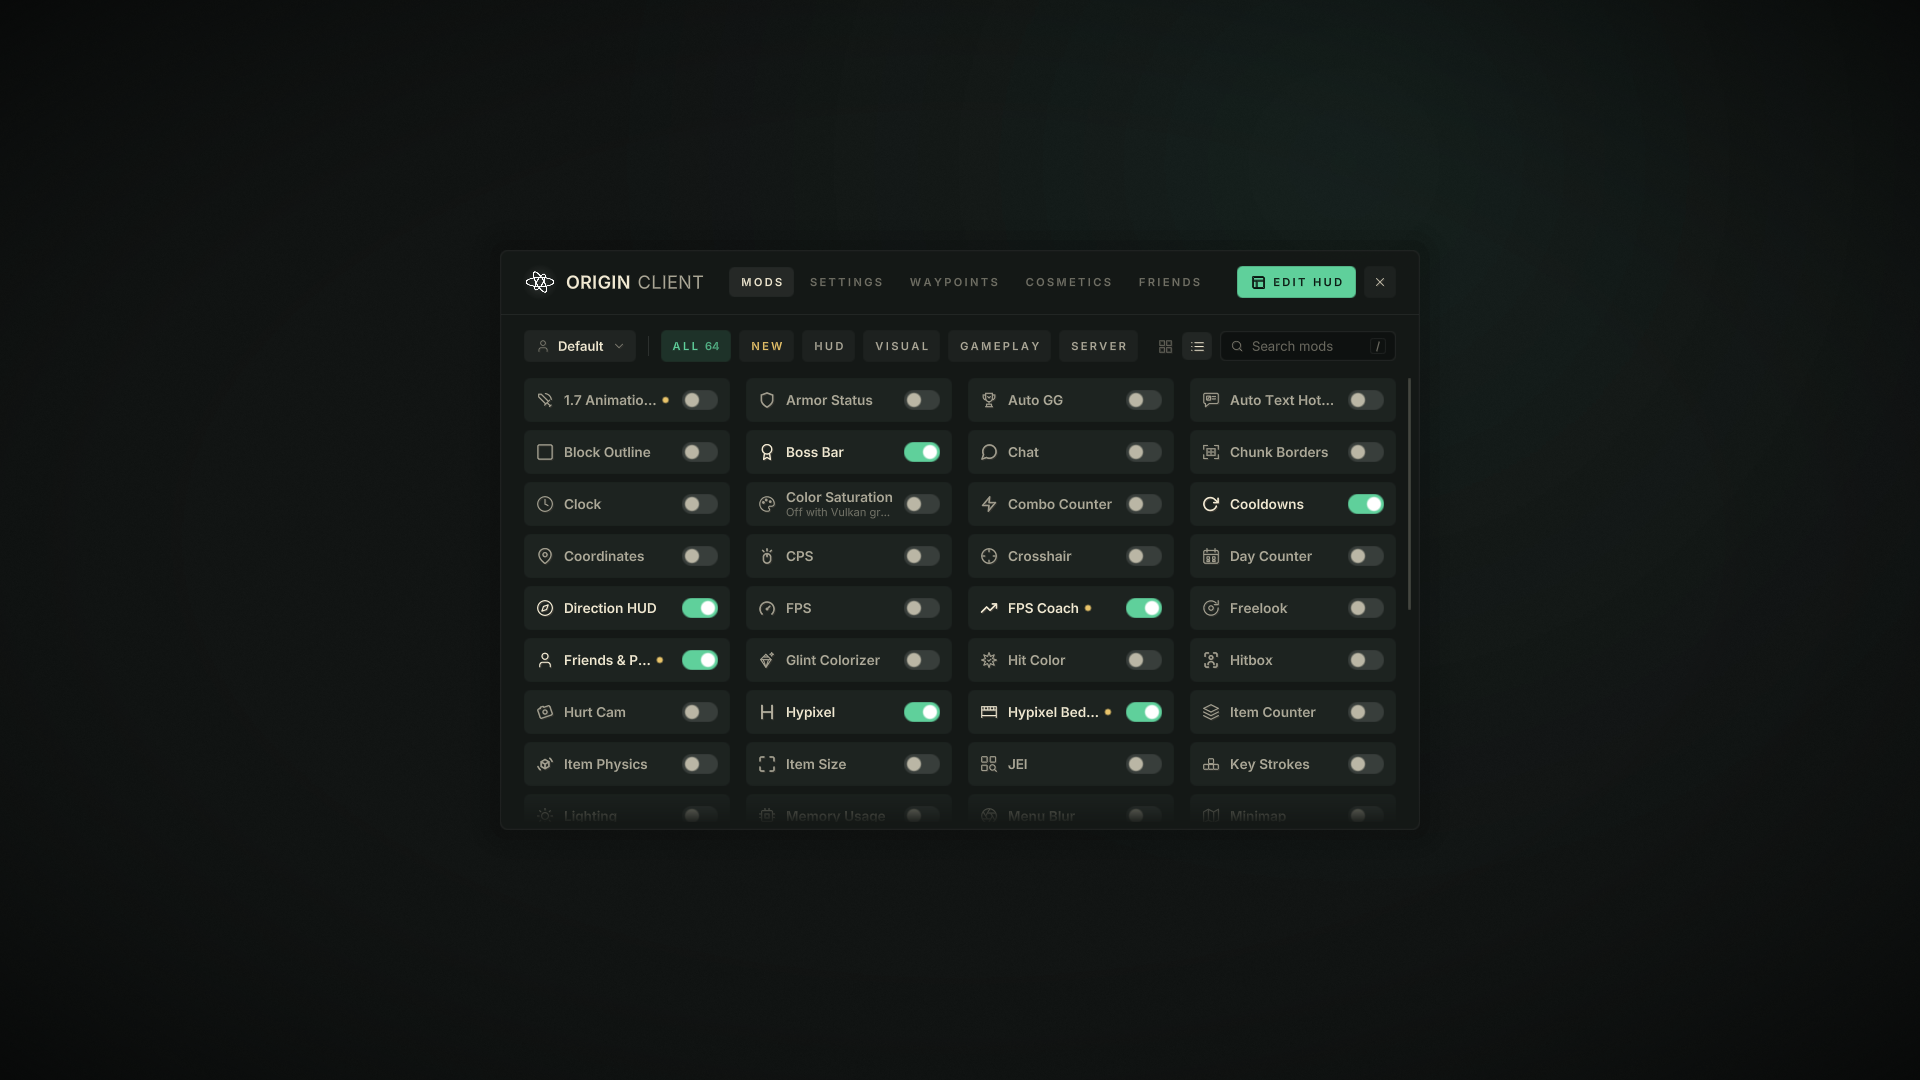 ORIGIN CLIENT
MODS SETTINGS WAYPOINTS COSMETICS FRIENDS EDIT HUD
Default ALL 64 NEW HUD VISUAL GAMEPLAY SERVER Search mods /
1.7 Animatio... Armor Status Auto GG Auto Text Hot...
Block Outline Boss Bar Chat Chunk Borders
Clock Color Saturation Combo Counter Cooldowns
Off with Vulkan gr...
Coordinates CPS Crosshair Day Counter
Direction HUD FPS FPS Coach Freelook
Friends & P... Glint Colorizer Hit Color Hitbox
Hurt Cam Hypixel Hypixel Bed... Item Counter
Item Physics Item Size JEI Key Strokes
Lighting Memory Usage Menu Blur Minimap